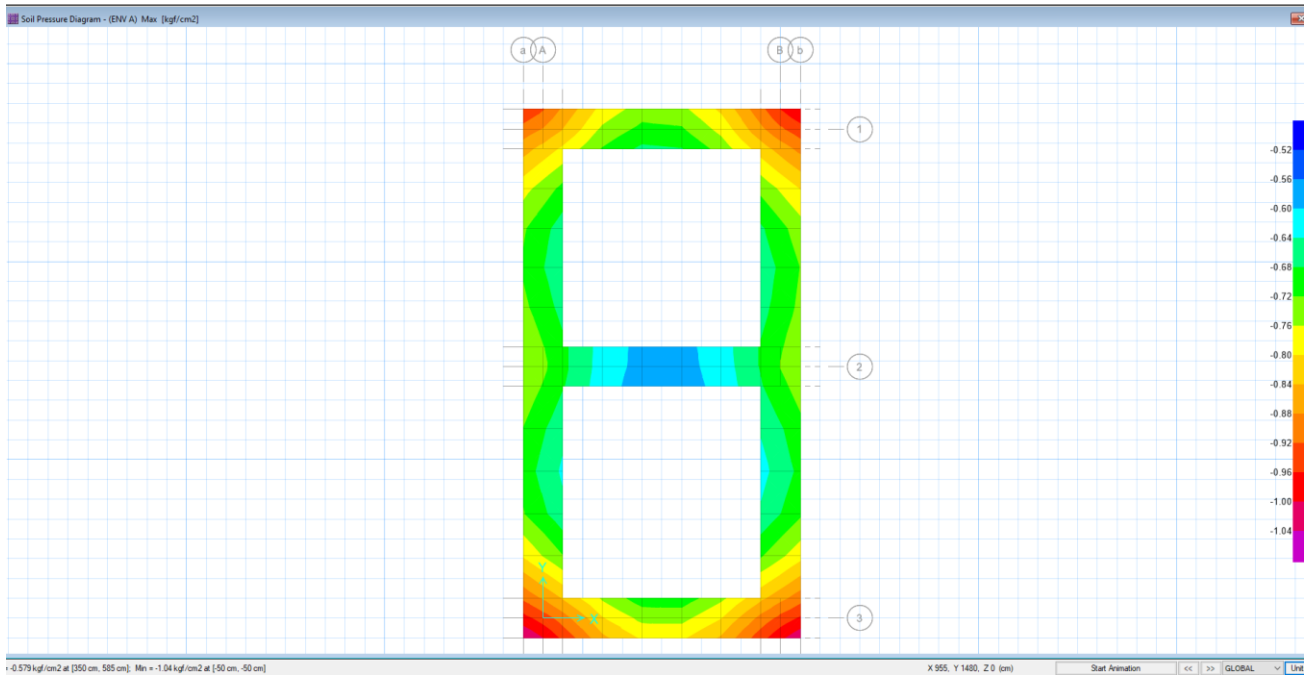 Soil Pressure Diagram - (ENV A) Max [kgf/cm2]
a A B b
1
-0.52
-0.56
-0.60
-0.64
-0.68
-0.72
-0.76
-0.80
-0.84
-0.88
-0.92
-0.96
-1.00
-1.04
2
Y
X
3
= -0.579 kgf/cm2 at [350 cm, 585 cm]; Min = -1.04 kgf/cm2 at [-50 cm, -50 cm]
X 955, Y 1480, Z 0 (cm)
Start Animation
<< >>
GLOBAL
Unit